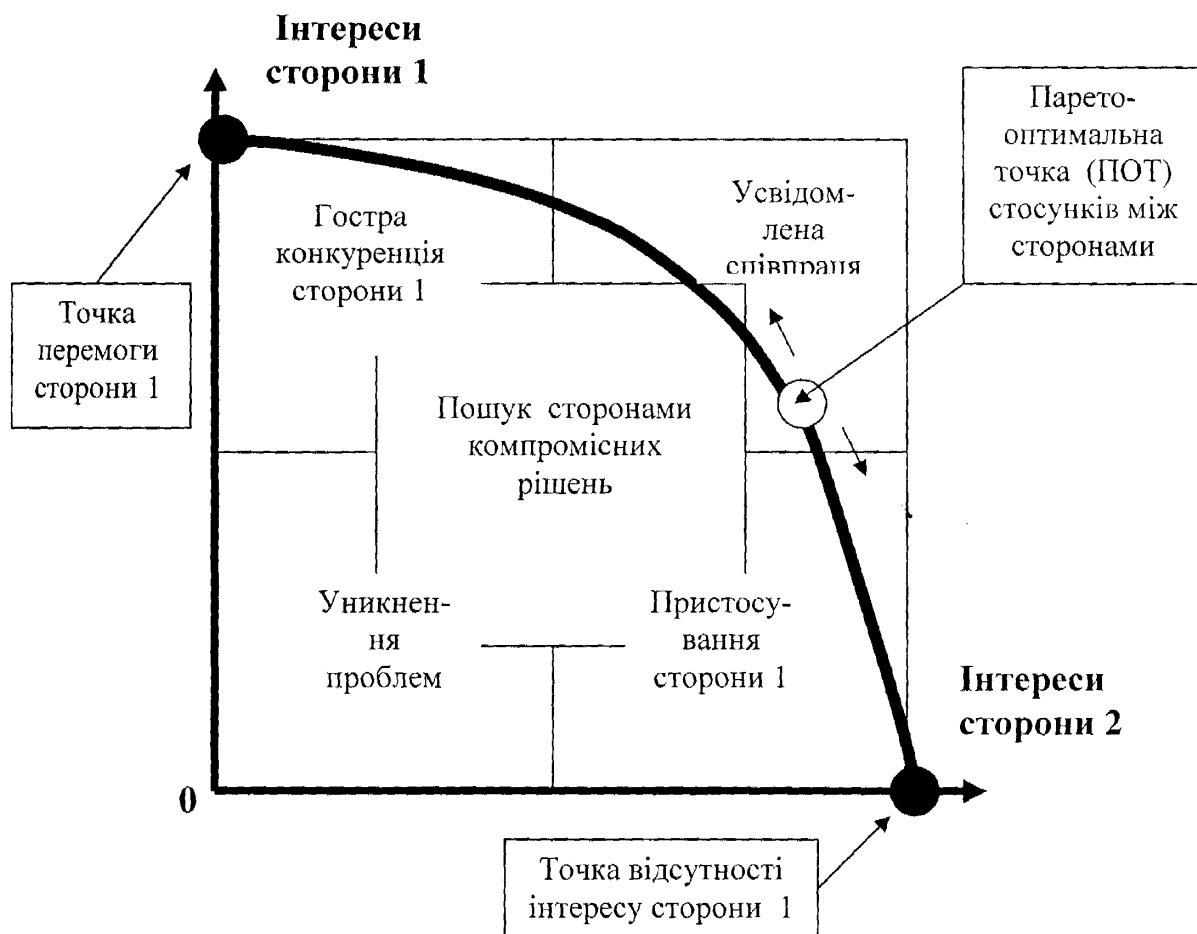 Інтереси
сторони 1
Парето-
оптимальна
точка (ПОТ)
стосунків між
сторонами
Усвідом-
лена
співпраця
Гостра
конкуренція
сторони 1
Точка
перемоги
сторони 1
Пошук сторонами
компромісних
рішень
Уникнен-
ня
проблем
Пристосу-
вання
сторони 1
Інтереси
сторони 2
0
Точка відсутності
інтересу сторони 1